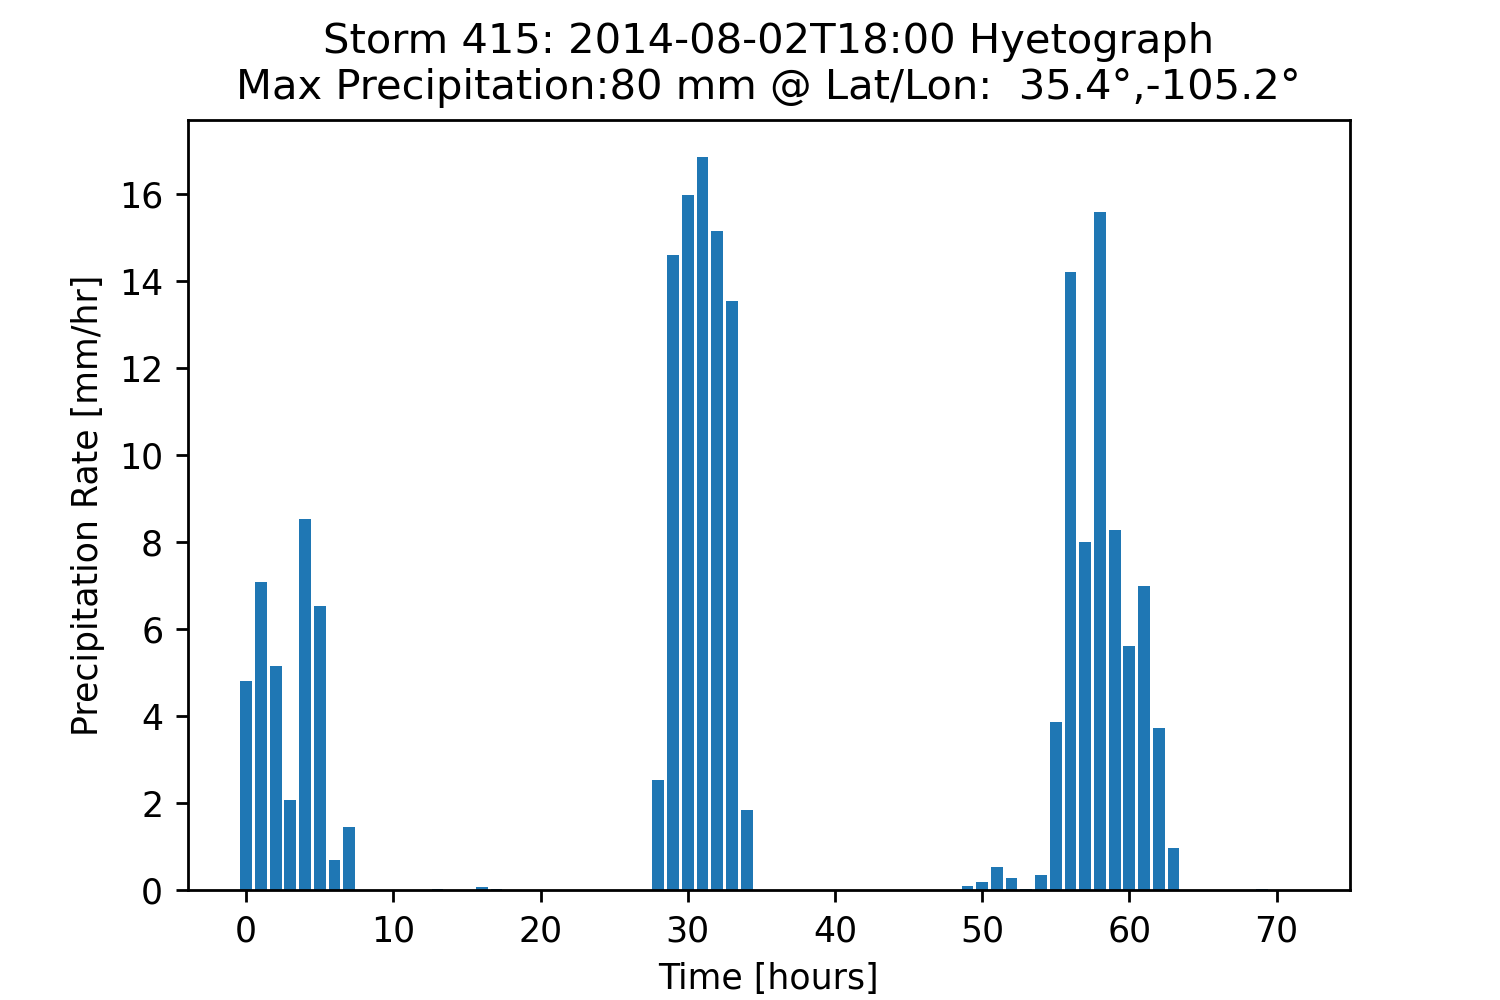 Storm 415: 2014-08-02T18:00 Hyetograph
Max Precipitation:80 mm @ Lat/Lon:  35.4°,-105.2°
Precipitation Rate [mm/hr]
16
14
12
10
8
6
4
2
0
0 10 20 30 40 50 60 70
Time [hours]